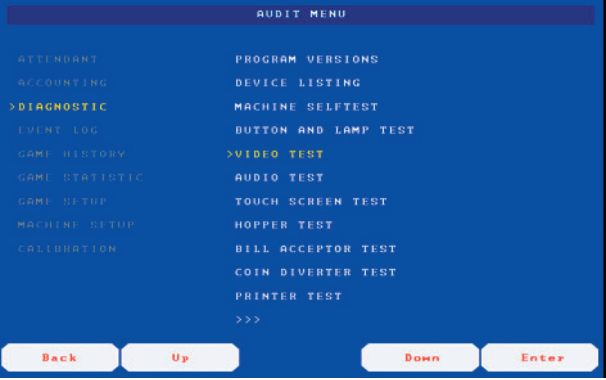 AUDIT MENU
ATTENDANT
ACCOUNTING
>DIAGNOSTIC
EVENT LOG
GAME HISTORY
GAME STATISTIC
GAME SETUP
MACHINE SETUP
CALIBRATION
PROGRAM VERSIONS
DEVICE LISTING
MACHINE SELFTEST
BUTTON AND LAMP TEST
>VIDEO TEST
AUDIO TEST
TOUCH SCREEN TEST
HOPPER TEST
BILL ACCEPTOR TEST
COIN DIVERTER TEST
PRINTER TEST
>>>
Back
Up
Down
Enter